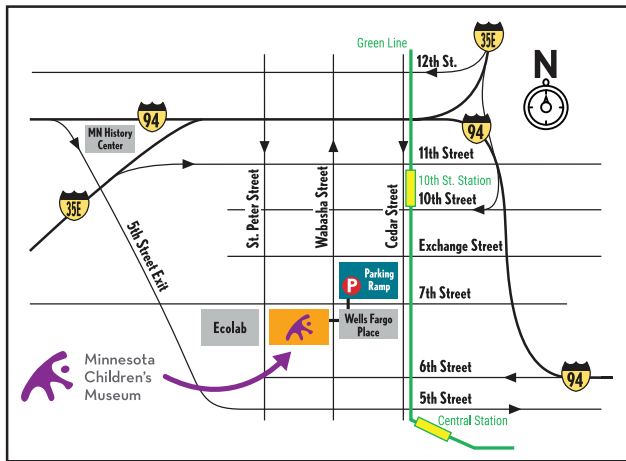 Green Line
35E
12th St.
N
94
MN History
Center
94
11th Street
10th St. Station
10th Street
35E
5th Street Exit
St. Peter Street
Wabasha Street
Cedar Street
Exchange Street
P
Parking
Ramp
7th Street
Ecolab
Wells Fargo
Place
Minnesota
Children's
Museum
6th Street
94
5th Street
Central Station